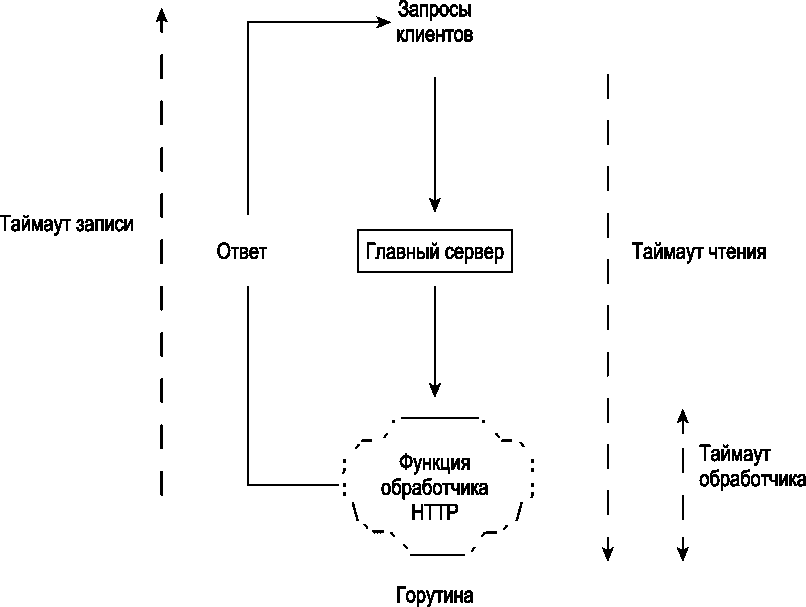 Запросы
клиентов
Таймаут записи
Ответ
Главный сервер
Таймаут чтения
Таймаут
обработчика
Функция
обработчика
HTTP
Горутина